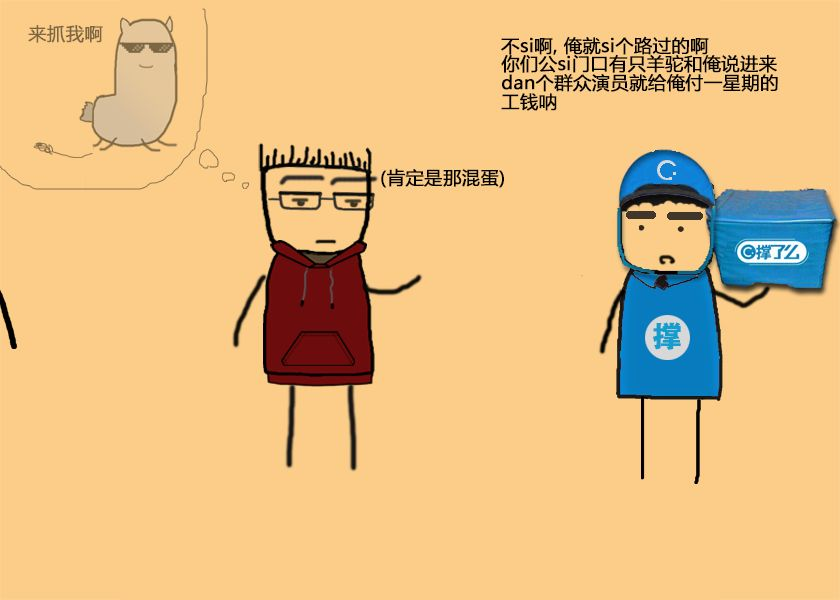 来抓我啊
不si啊, 俺就si个路过的啊
你们公si门口有只羊驼和俺说进来
dan个群众演员就给俺付一星期的
工钱呐
(肯定是那混蛋)
C撑了么
撑